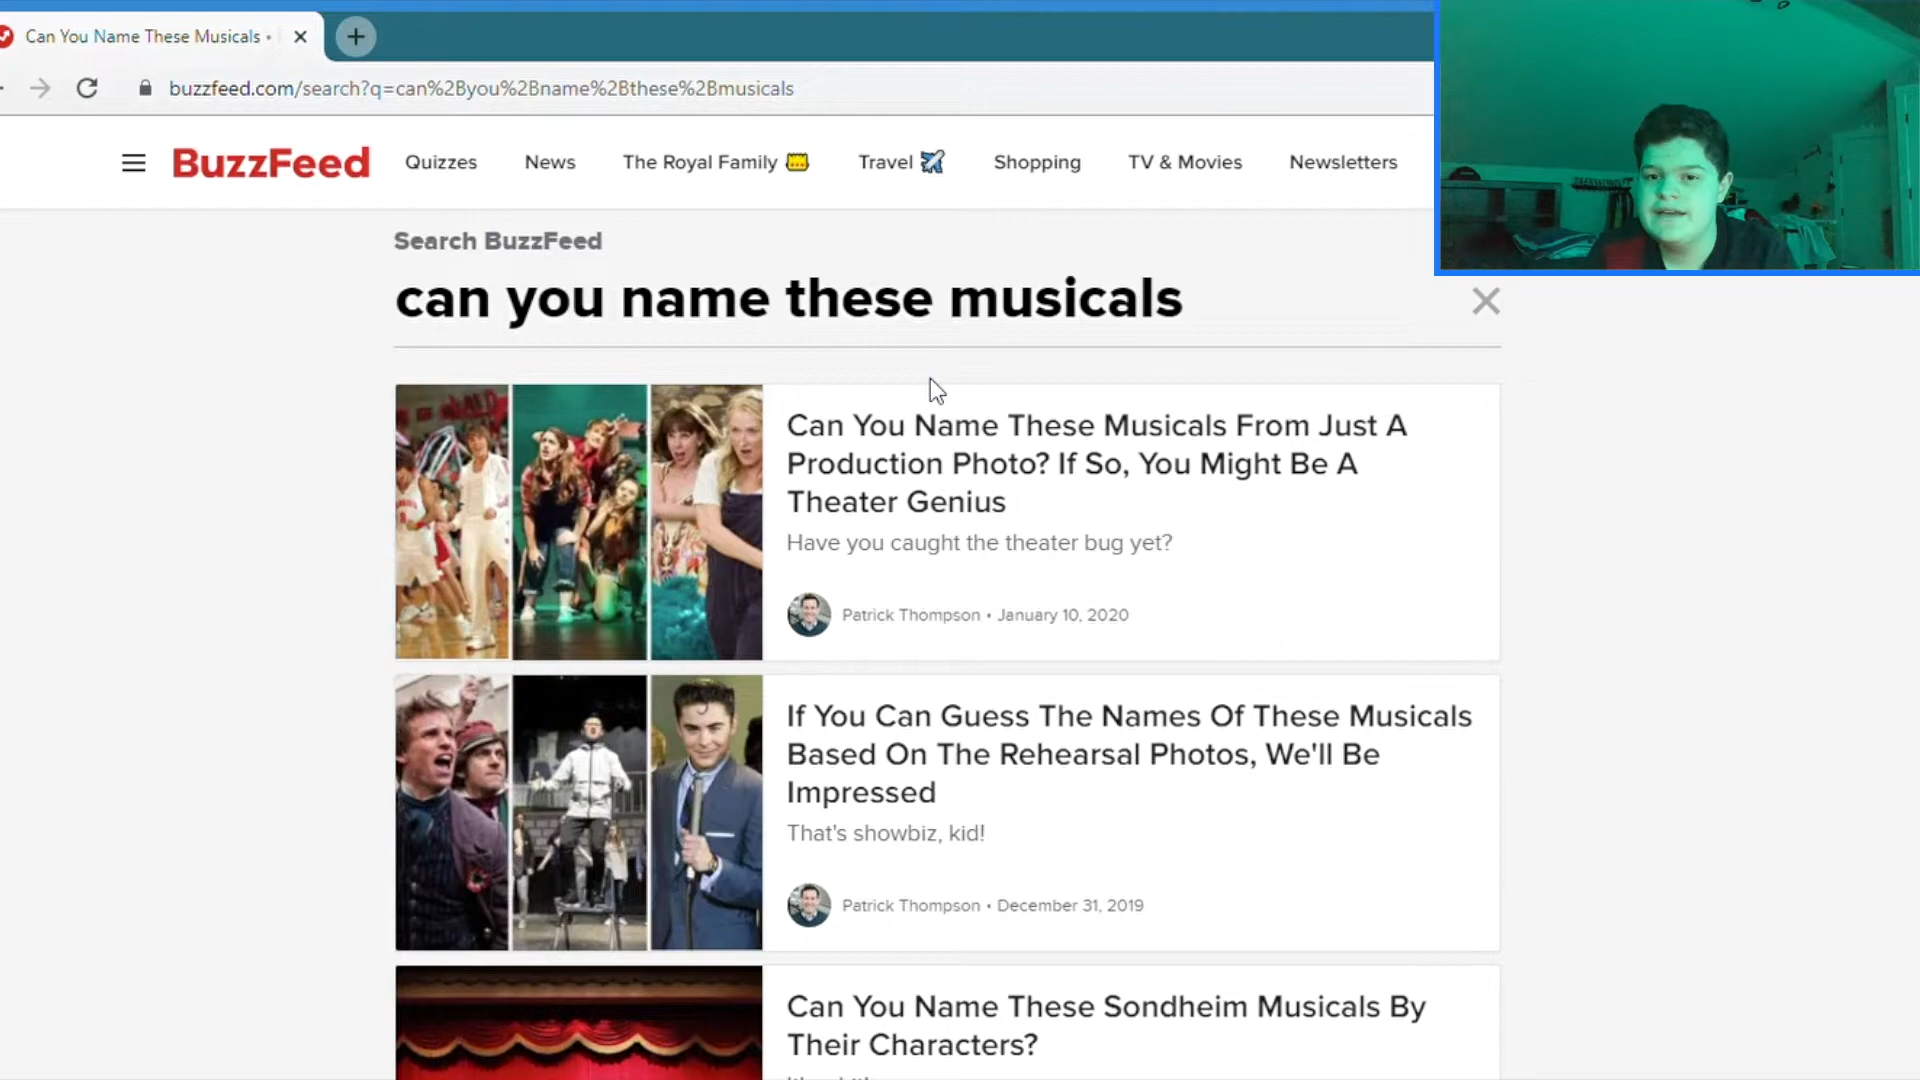 Can You Name These Musicals •
buzzfeed.com/search?q=can%2Byou%2Bname%2Bthese%2Bmusicals
BuzzFeed
Quizzes
News
The Royal Family
Travel
Shopping
TV & Movies
Newsletters
Search BuzzFeed
can you name these musicals
Can You Name These Musicals From Just A
Production Photo? If So, You Might Be A
Theater Genius
Have you caught the theater bug yet?
Patrick Thompson • January 10, 2020
If You Can Guess The Names Of These Musicals
Based On The Rehearsal Photos, We'll Be
Impressed
That's showbiz, kid!
Patrick Thompson • December 31, 2019
Can You Name These Sondheim Musicals By
Their Characters?